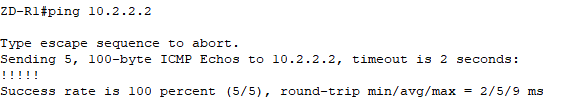 ZD-R1#ping 10.2.2.2
Type escape sequence to abort.
Sending 5, 100-byte ICMP Echos to 10.2.2.2, timeout is 2 seconds:
!!!!!
Success rate is 100 percent (5/5), round-trip min/avg/max = 2/5/9 ms